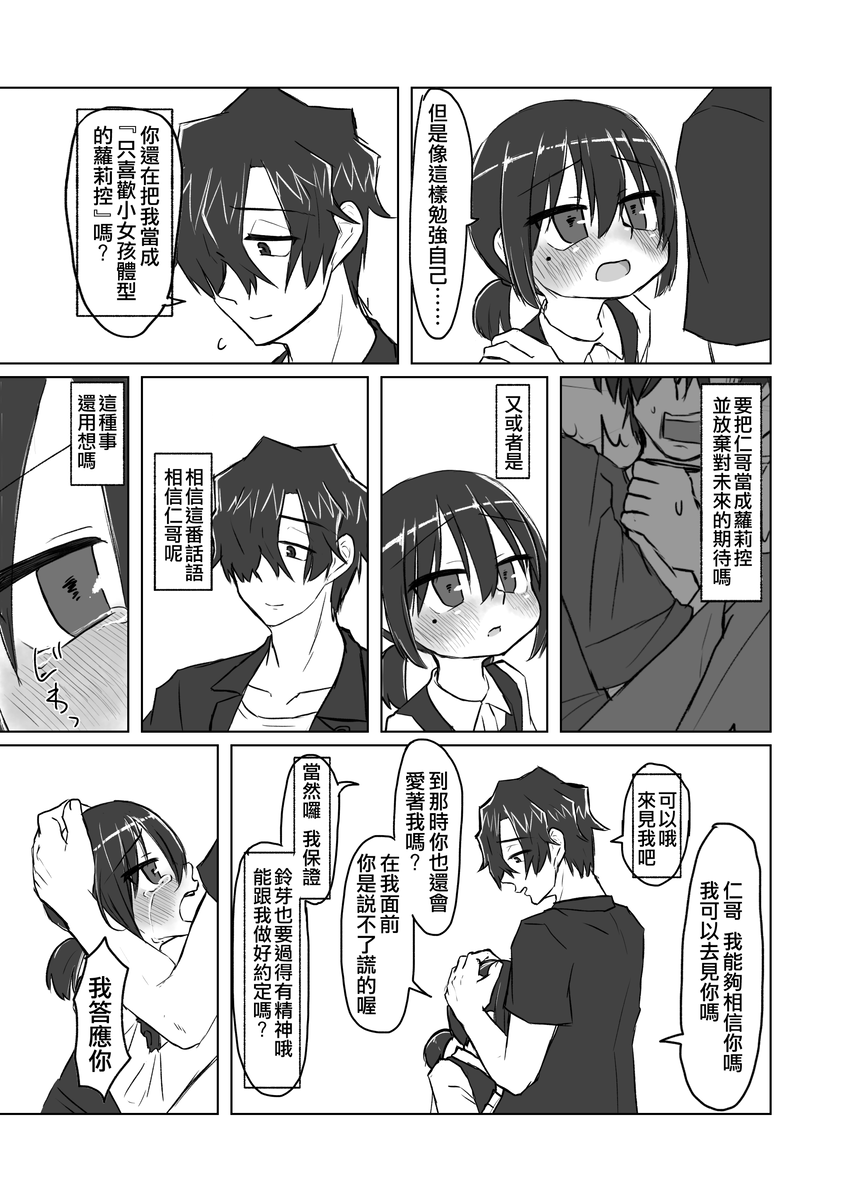 但是像這樣勉強自己……
你還在把我當成
『只喜歡小女孩體型
的蘿莉控』嗎？
要把仁哥當成蘿莉控
並放棄對未來的期待嗎
又或者是
相信這番話語
相信仁哥呢
這種事
還用想嗎
じわっ
仁哥 我能夠相信你嗎
我可以去見你嗎
可以哦
來見我吧
到那時你也還會
愛著我嗎？
在我面前
你是説不了謊的喔
當然囉 我保證
鈴芽也要過得有精神哦
能跟我做好約定嗎？
我答應你